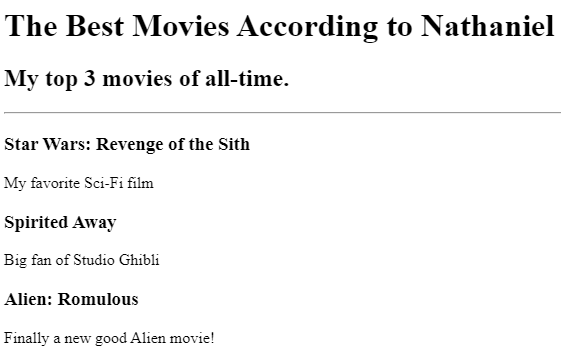 The Best Movies According to Nathaniel
My top 3 movies of all-time.
Star Wars: Revenge of the Sith
My favorite Sci-Fi film
Spirited Away
Big fan of Studio Ghibli
Alien: Romulous
Finally a new good Alien movie!